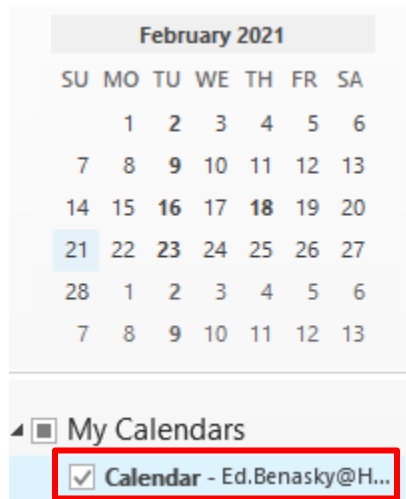 February 2021
SU MO TU WE TH FR SA
1 2 3 4 5 6
7 8 9 10 11 12 13
14 15 16 17 18 19 20
21 22 23 24 25 26 27
28 1 2 3 4 5 6
7 8 9 10 11 12 13
My Calendars
Calendar - Ed.Benasky@H...